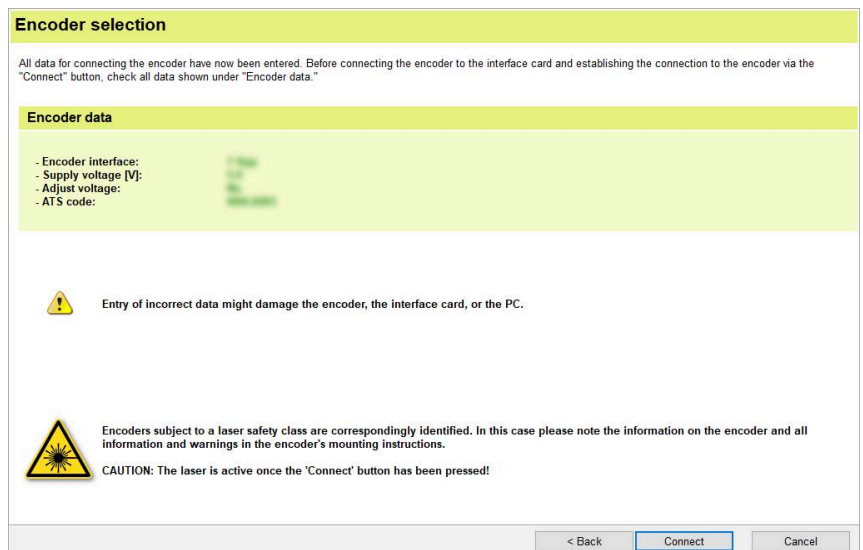 Encoder selection
All data for connecting the encoder have now been entered. Before connecting the encoder to the interface card and establishing the connection to the encoder via the
"Connect" button, check all data shown under "Encoder data."
Encoder data
- Encoder interface:
- Supply voltage [V]:
- Adjust voltage:
- ATS code:
Entry of incorrect data might damage the encoder, the interface card, or the PC.
Encoders subject to a laser safety class are correspondingly identified. In this case please note the information on the encoder and all
information and warnings in the encoder's mounting instructions.
CAUTION: The laser is active once the 'Connect' button has been pressed!
< Back Connect Cancel